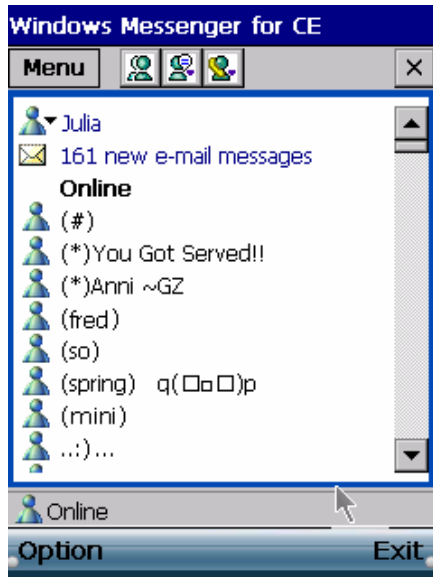 Windows Messenger for CE
Menu
Julia
161 new e-mail messages
Online
(#)
(*)You Got Served!!
(*)Anni ~GZ
(fred)
(so)
(spring) q(□o□)p
(mini)
..:)...
Online
Option Exit